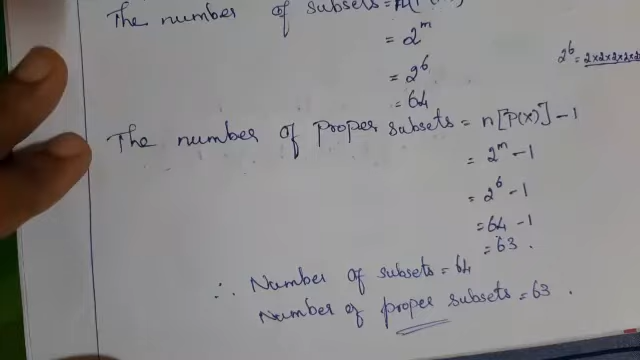 The number of subsets =
= 2^m
= 2^6
= 64
2^6 = 2×2×2×2×2
The number of proper subsets = n[P(x)] - 1
= 2^m - 1
= 2^6 - 1
= 64 - 1
= 63.
∴ Number of subsets = 64
Number of proper subsets = 63.